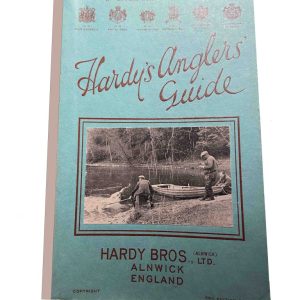 Hardy's Anglers'
Guide
HARDY BROS. (ALNWICK) LTD.
ALNWICK
ENGLAND
COPYRIGHT